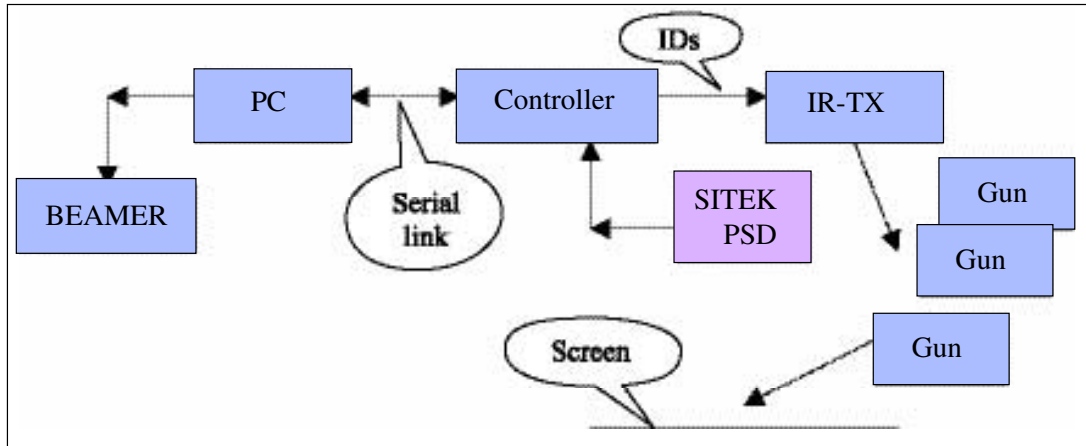 IDs
PC
Controller
IR-TX
BEAMER
Serial
link
SITEK
PSD
Gun
Gun
Gun
Screen